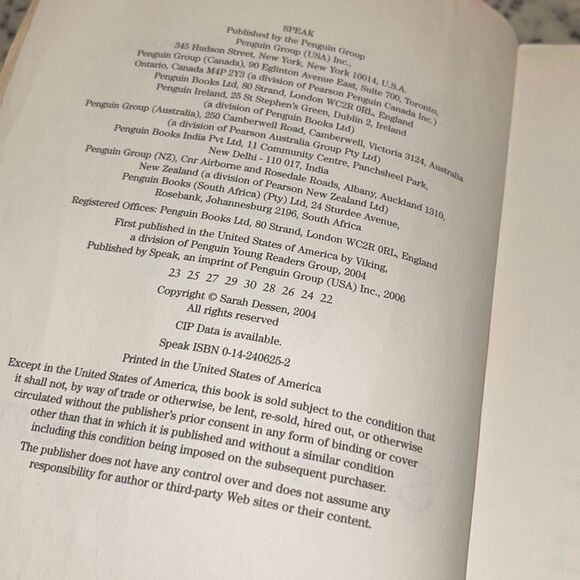 SPEAK
Published by the Penguin Group
Penguin Group (USA) Inc.,
345 Hudson Street, New York, New York 10014, U.S.A.
Penguin Group (Canada), 90 Eglinton Avenue East, Suite 700, Toronto,
Ontario, Canada M4P 2Y3 (a division of Pearson Penguin Canada Inc.)
Penguin Books Ltd, 80 Strand, London WC2R 0RL, England
Penguin Ireland, 25 St Stephen's Green, Dublin 2, Ireland
(a division of Penguin Books Ltd)
Penguin Group (Australia), 250 Camberwell Road, Camberwell, Victoria 3124, Australia
(a division of Pearson Australia Group Pty Ltd)
Penguin Books India Pvt Ltd, 11 Community Centre, Panchsheel Park,
New Delhi - 110 017, India
Penguin Group (NZ), Cnr Airborne and Rosedale Roads, Albany, Auckland 1310,
New Zealand (a division of Pearson New Zealand Ltd)
Penguin Books (South Africa) (Pty) Ltd, 24 Sturdee Avenue,
Rosebank, Johannesburg 2196, South Africa
Registered Offices: Penguin Books Ltd, 80 Strand, London WC2R 0RL, England
First published in the United States of America by Viking,
a division of Penguin Young Readers Group, 2004
Published by Speak, an imprint of Penguin Group (USA) Inc., 2006
23 25 27 29 30 28 26 24 22
Copyright © Sarah Dessen, 2004
All rights reserved
CIP Data is available.
Speak ISBN 0-14-240625-2
Printed in the United States of America
Except in the United States of America, this book is sold subject to the condition that
it shall not, by way of trade or otherwise, be lent, re-sold, hired out, or otherwise
circulated without the publisher's prior consent in any form of binding or cover
other than that in which it is published and without a similar condition
including this condition being imposed on the subsequent purchaser.
The publisher does not have any control over and does not assume any
responsibility for author or third-party Web sites or their content.